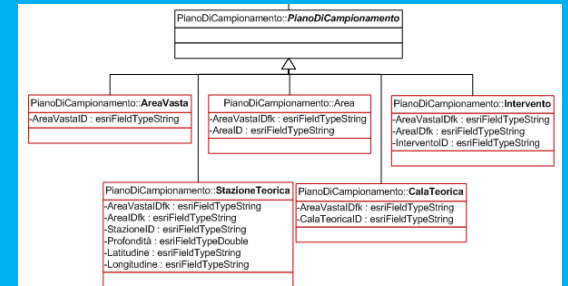 PianoDiCampionamento::PianoDiCampionamento
PianoDiCampionamento::AreaVasta
-AreaVastaID : esriFieldTypeString
PianoDiCampionamento::Area
-AreaVastaIDfk : esriFieldTypeString
-AreaID : esriFieldTypeString
PianoDiCampionamento::Intervento
-AreaVastaIDfk : esriFieldTypeString
-AreaIDfk : esriFieldTypeString
-InterventoID : esriFieldTypeString
PianoDiCampionamento::StazioneTeorica
-AreaVastaIDfk : esriFieldTypeString
-AreaIDfk : esriFieldTypeString
-StazioneID : esriFieldTypeString
-Profondità : esriFieldTypeDouble
-Latitudine : esriFieldTypeString
-Longitudine : esriFieldTypeString
PianoDiCampionamento::CalaTeorica
-AreaVastaIDfk : esriFieldTypeString
-CalaTeoricaID : esriFieldTypeString